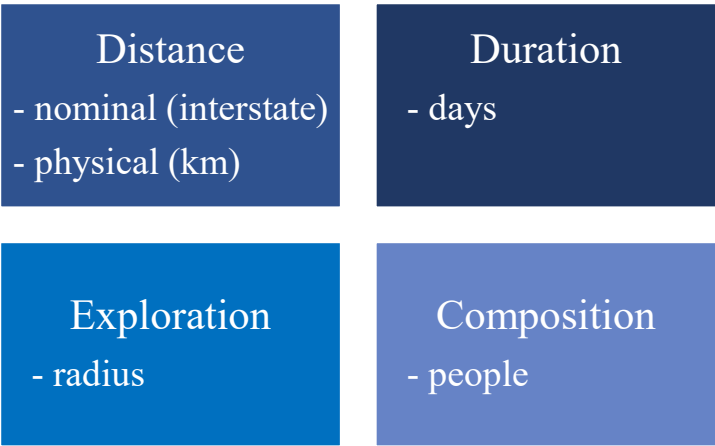 Distance
- nominal (interstate)
- physical (km)
Duration
- days
Exploration
- radius
Composition
- people